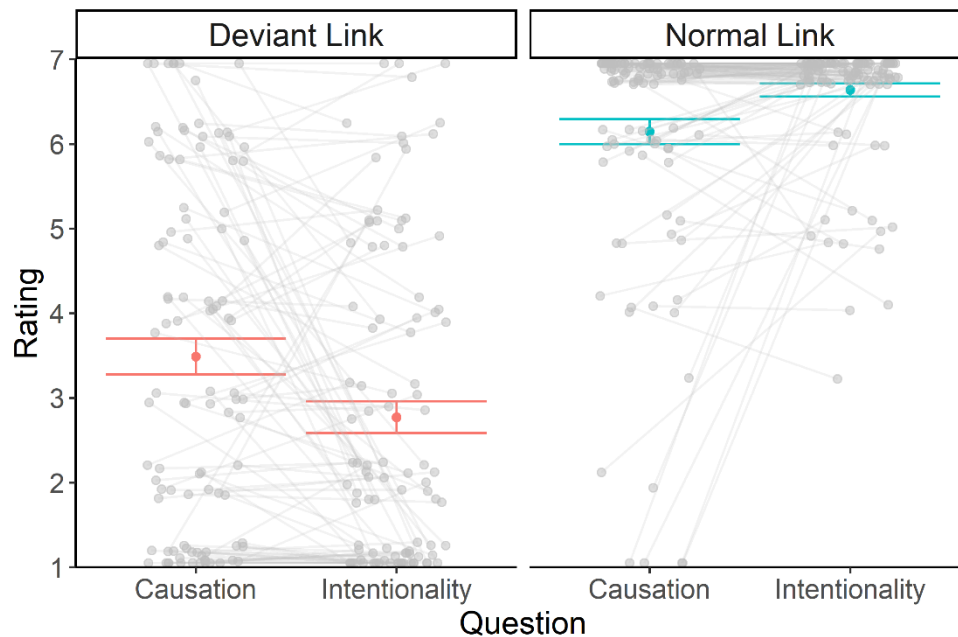 Deviant Link
Normal Link
Rating
7
6
5
4
3
2
1
Causation
Intentionality
Causation
Intentionality
Question